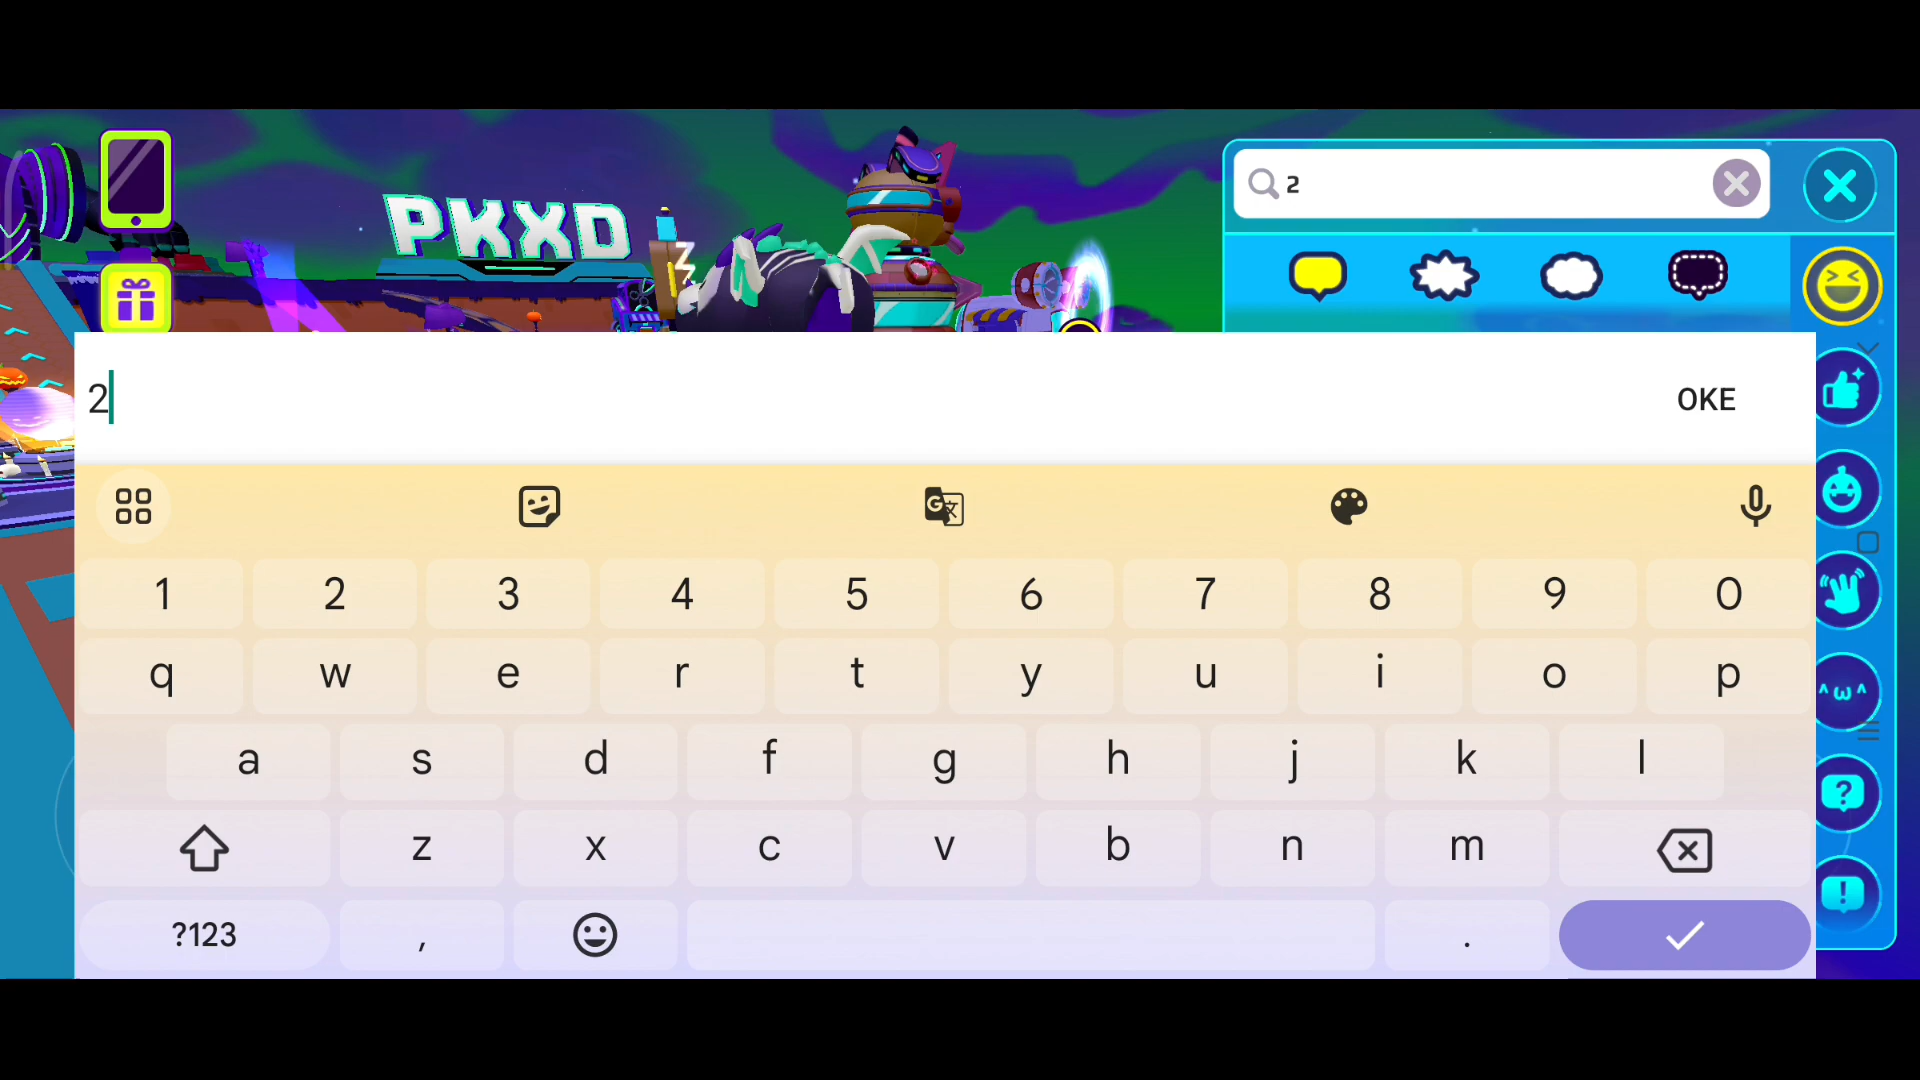 PKXD
z
z
2
2
OKE
1 2 3 4 5 6 7 8 9 0
q w e r t y u i o p
a s d f g h j k l
^ω^
z x c v b n m
?
?123 , .
!